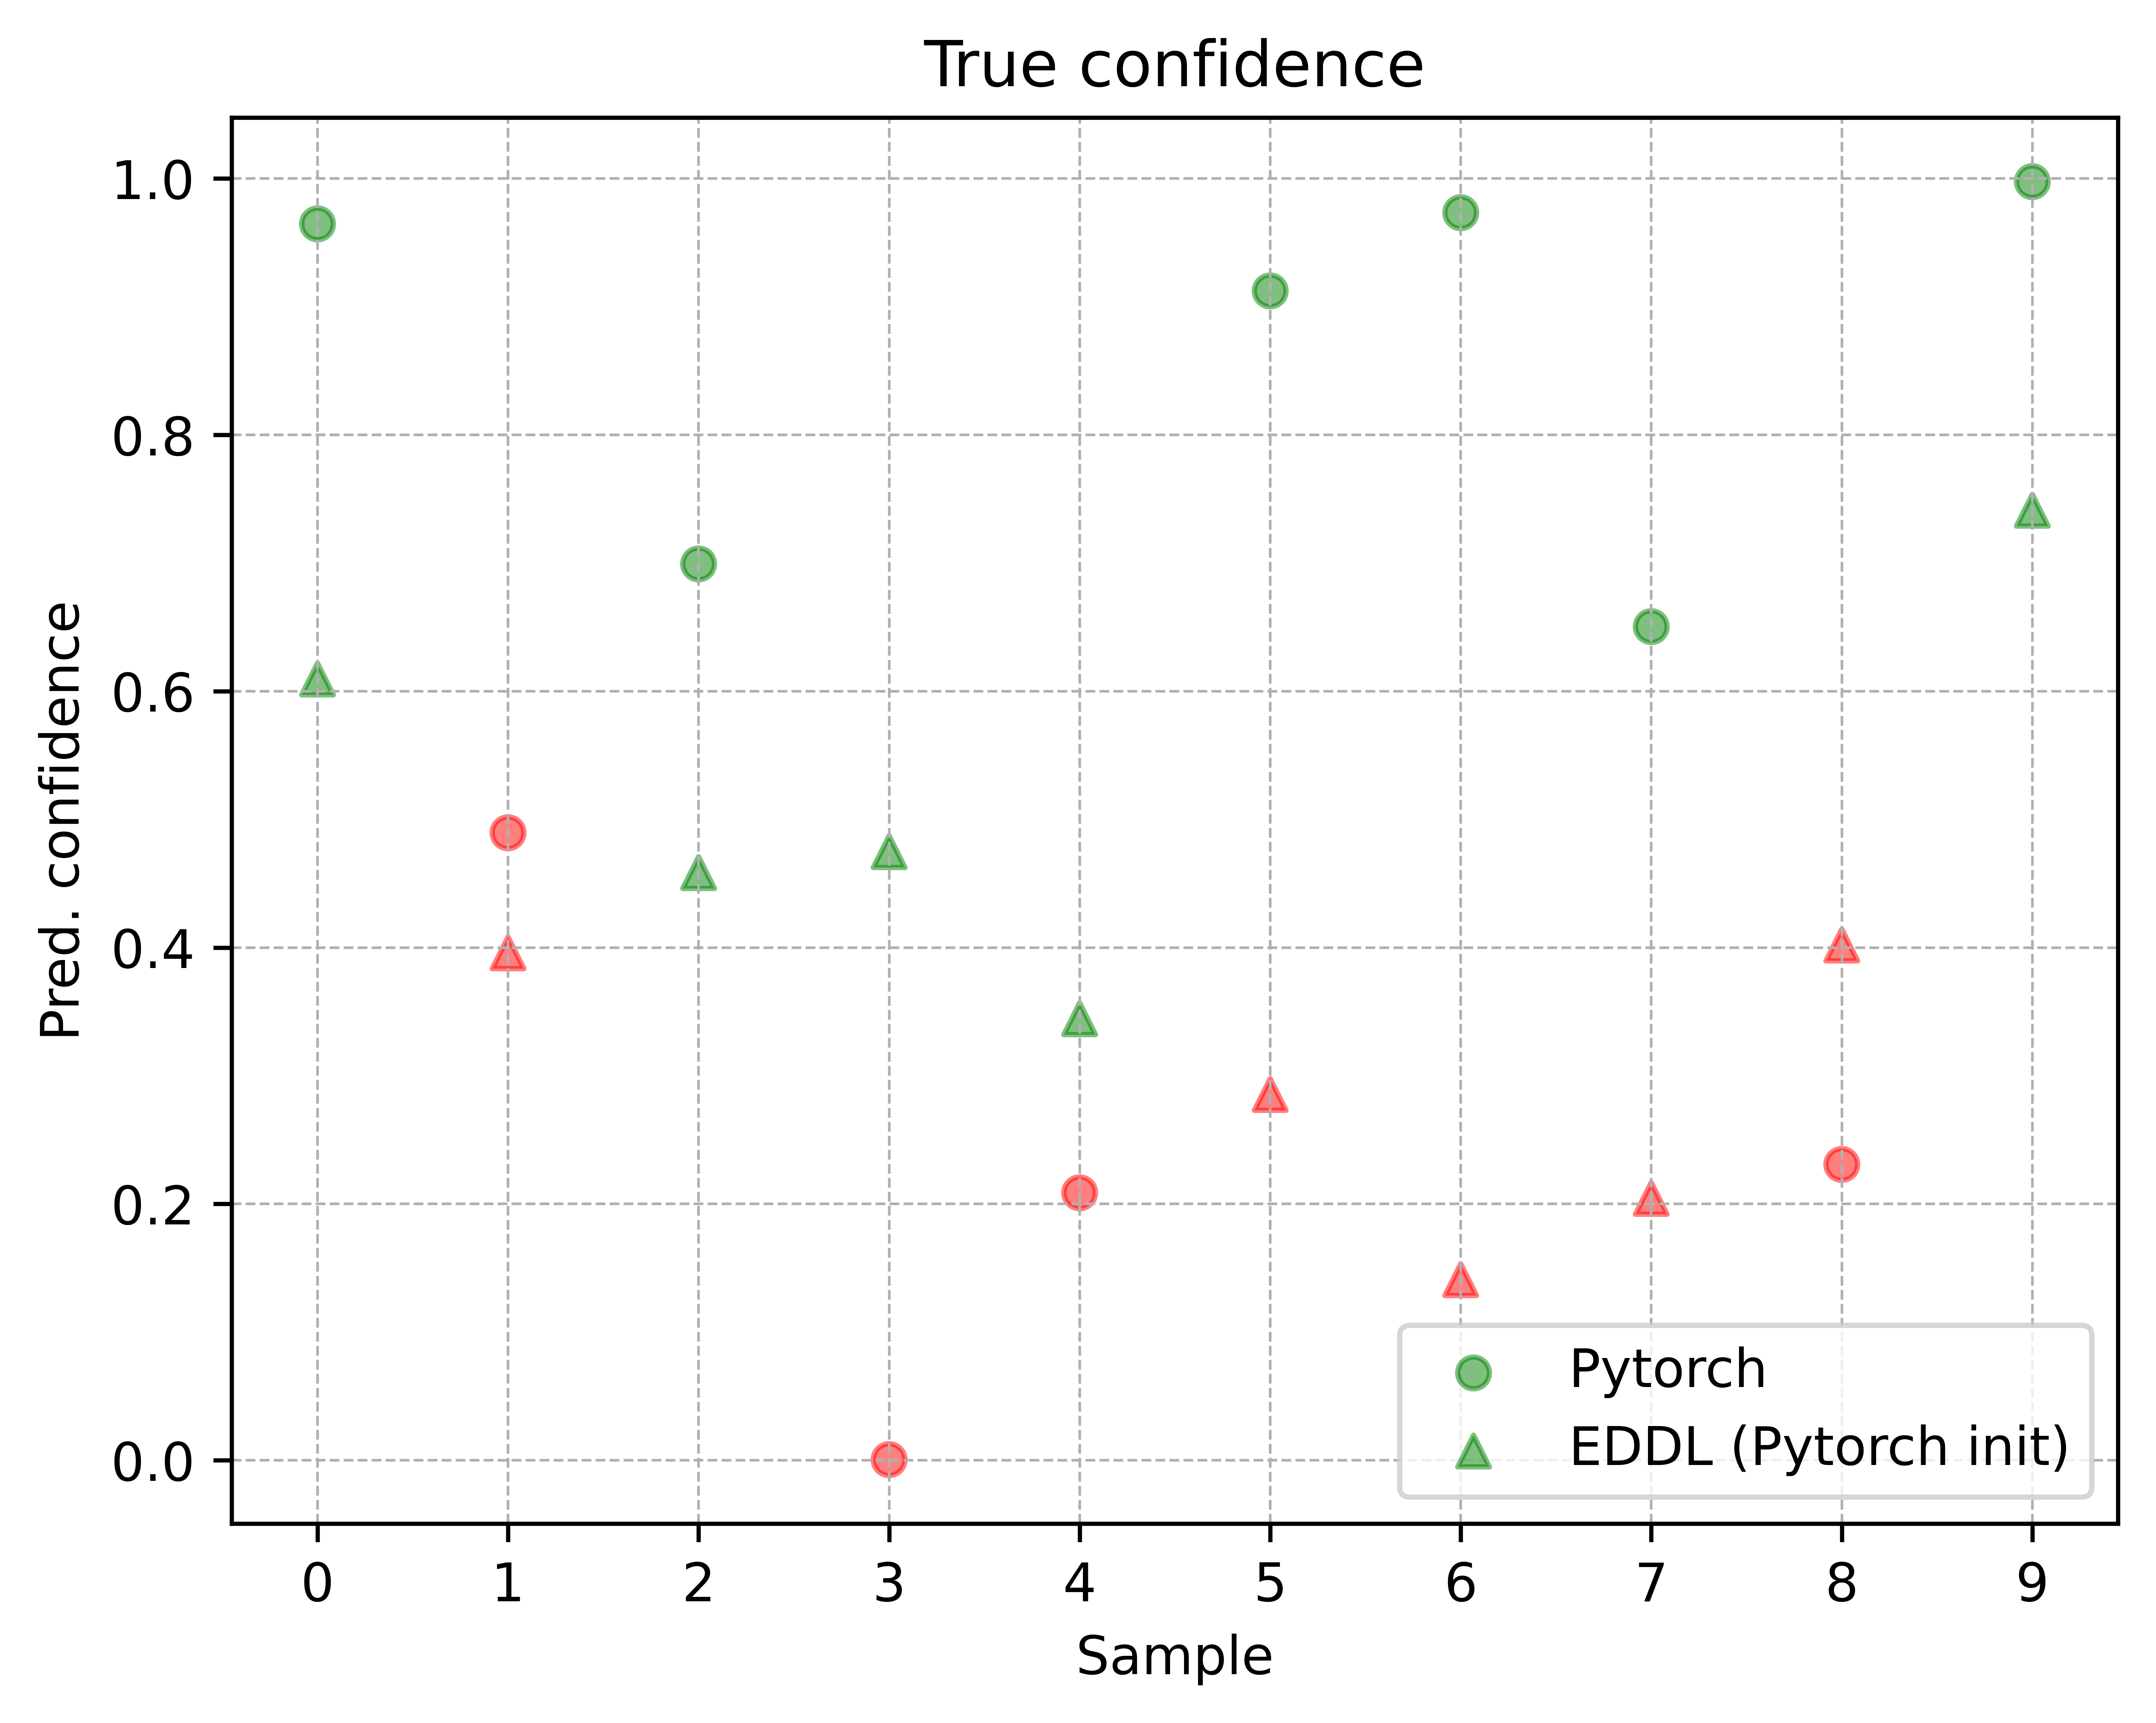 True confidence
1.0
0.8
0.6
0.4
0.2
0.0
Pred. confidence
Pytorch
EDDL (Pytorch init)
0 1 2 3 4 5 6 7 8 9
Sample